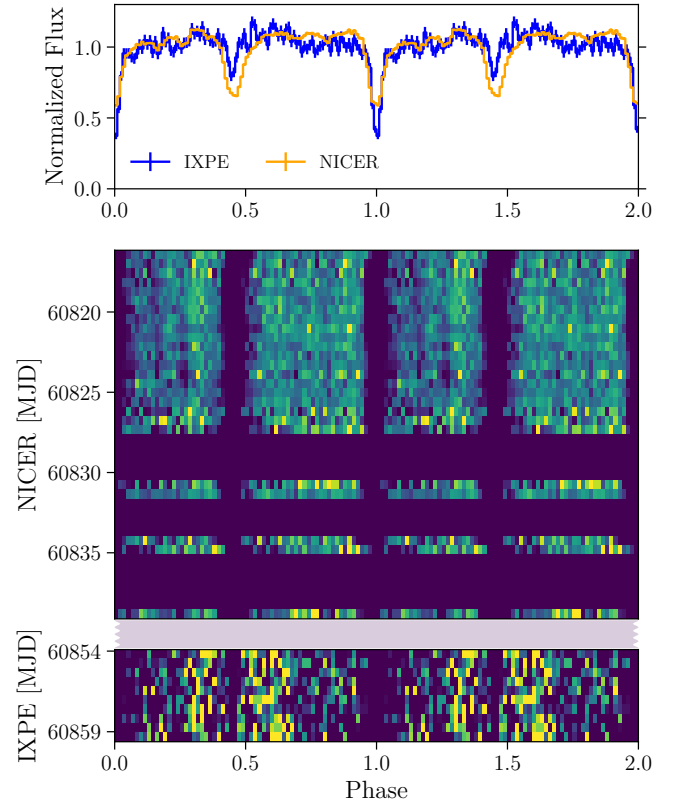 Normalized Flux
1.0
0.5
0.0
IXPE
NICER
0.0 0.5 1.0 1.5 2.0
NICER [MJD]
60820
60825
60830
60835
IXPE [MJD]
60854
60859
0.0 0.5 1.0 1.5 2.0
Phase